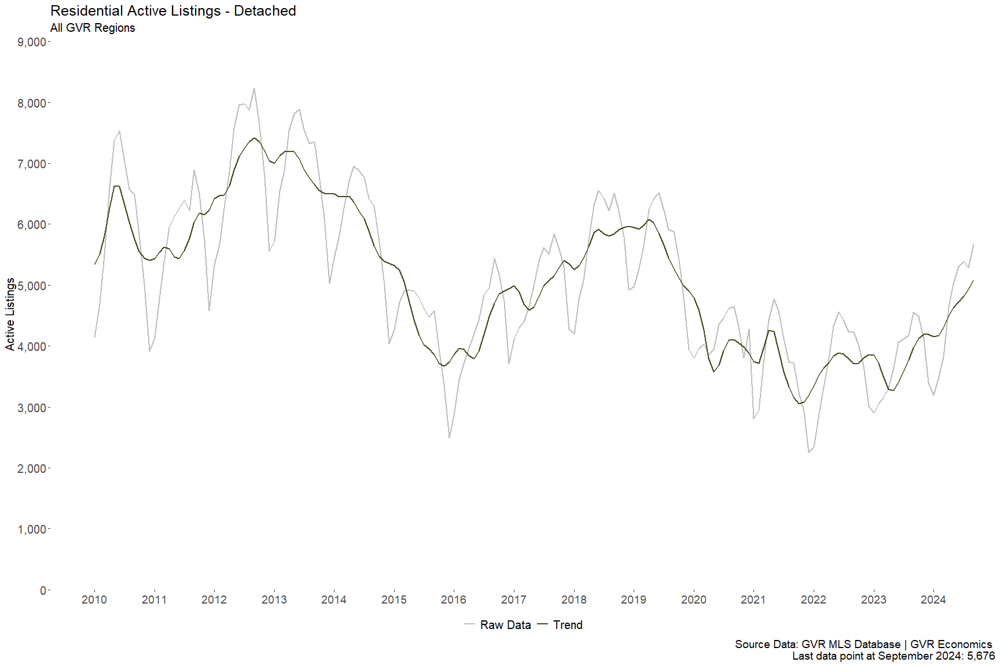 Residential Active Listings - Detached
All GVR Regions
9,000
8,000
7,000
6,000
5,000
4,000
3,000
2,000
1,000
0
Active Listings
2010 2011 2012 2013 2014 2015 2016 2017 2018 2019 2020 2021 2022 2023 2024
Raw Data Trend
Source Data: GVR MLS Database | GVR Economics
Last data point at September 2024: 5,676